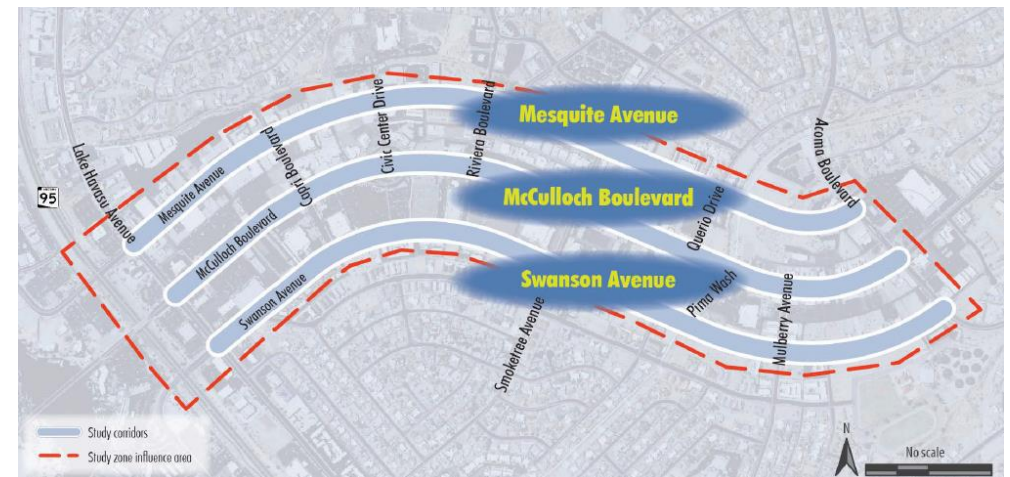 Mesquite Avenue
McCulloch Boulevard
Swanson Avenue
Lake Havasu Avenue
95
Mesquite Avenue
McCulloch Boulevard
Swanson Avenue
Capri Boulevard
Civic Center Drive
Riviera Boulevard
Smoketree Avenue
Querio Drive
Pima Wash
Mulberry Avenue
Acoma Boulevard
Study corridors
Study zone influence area
N
No scale